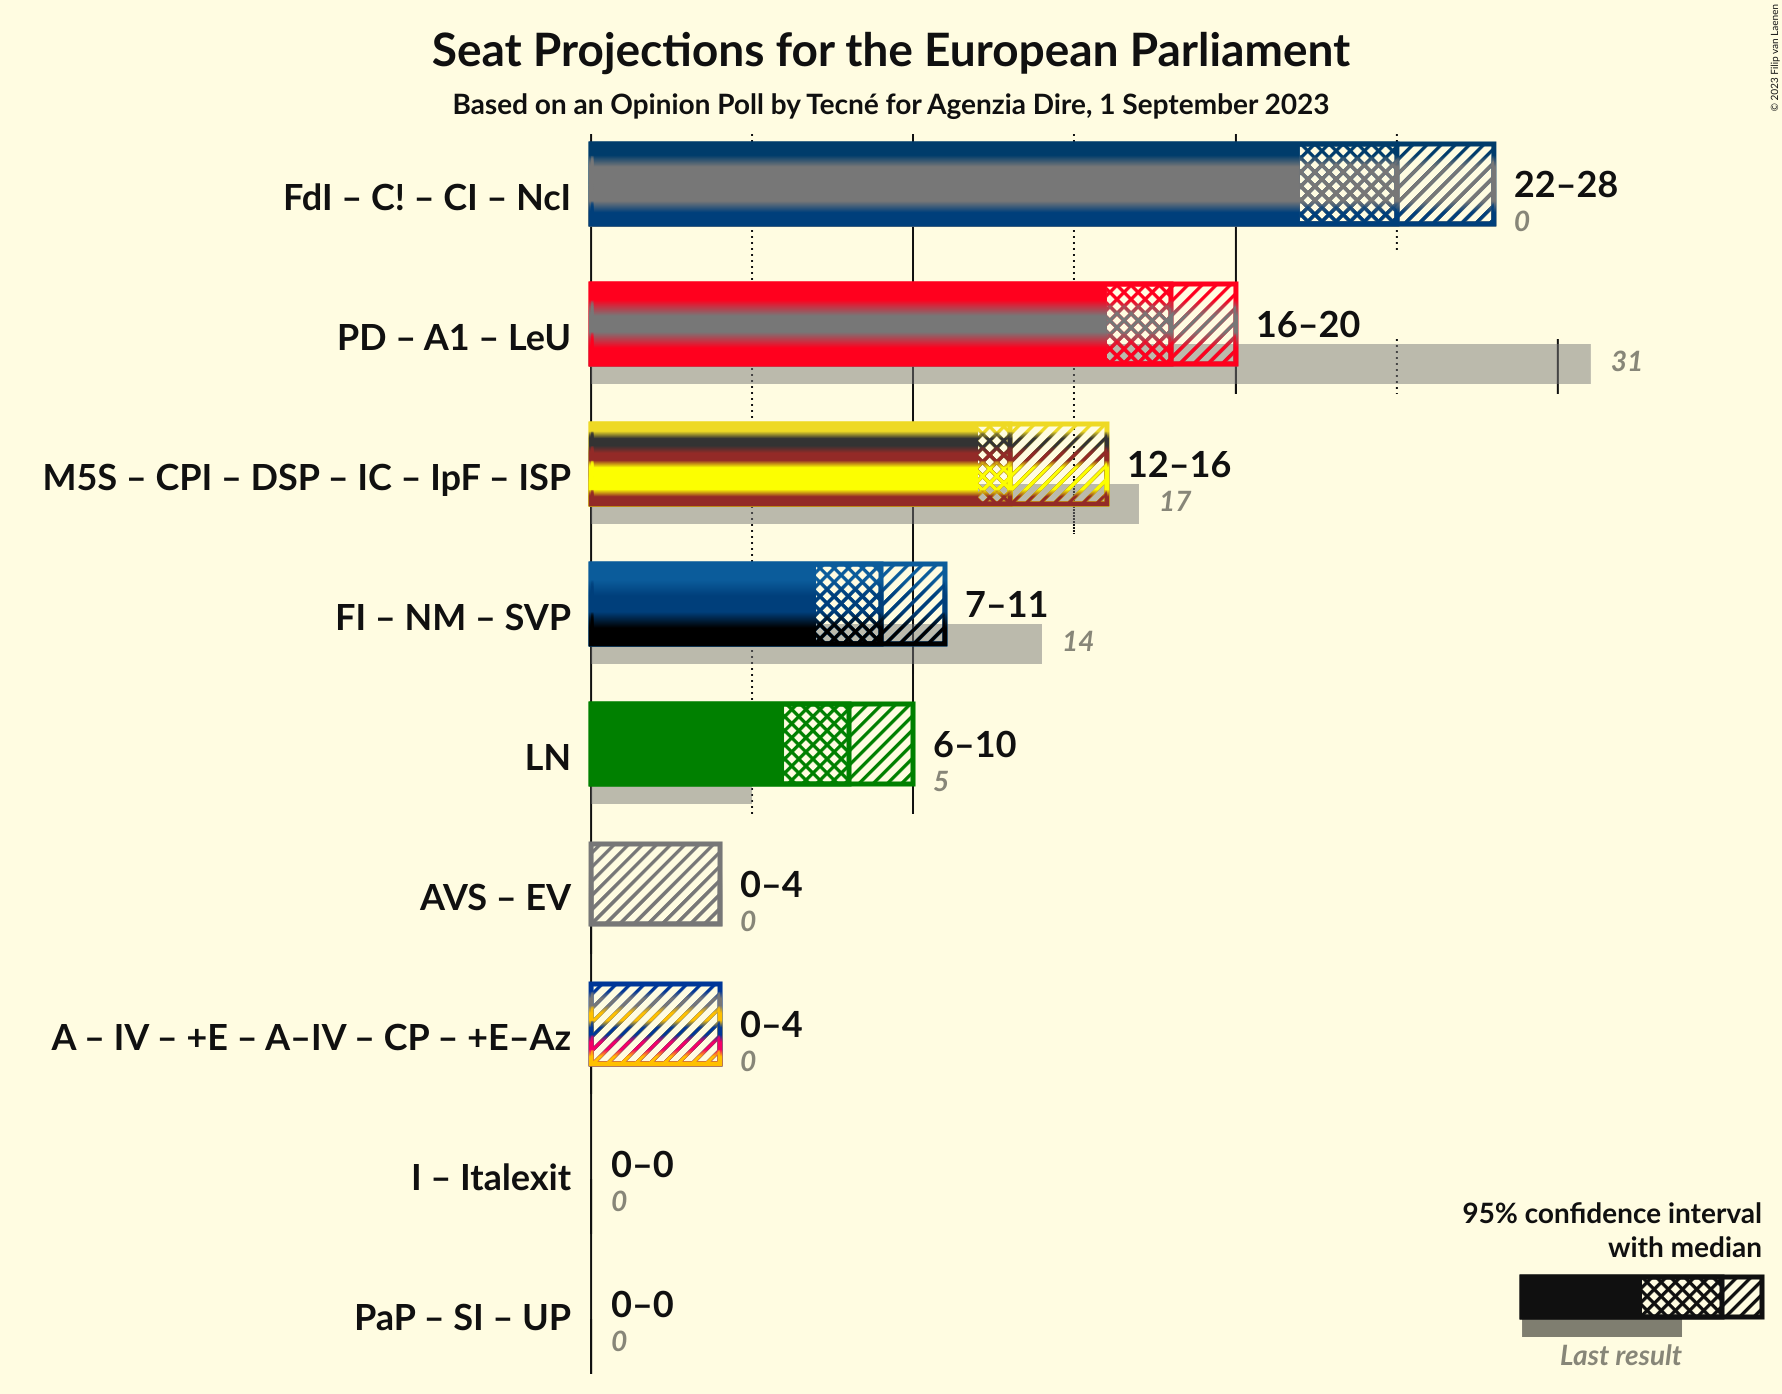 Seat Projections for the European Parliament
Based on an Opinion Poll by Tecné for Agenzia Dire, 1 September 2023
© 2023 Filip van Laenen
FdI – C! – CI – NcI
22–28
0
PD – A1 – LeU
16–20
31
M5S – CPI – DSP – IC – IpF – ISP
12–16
17
FI – NM – SVP
7–11
14
LN
6–10
5
AVS – EV
0–4
0
A – IV – +E – A–IV – CP – +E–Az
0–4
0
I – Italexit
0–0
0
PaP – SI – UP
0–0
0
95% confidence interval
with median
Last result